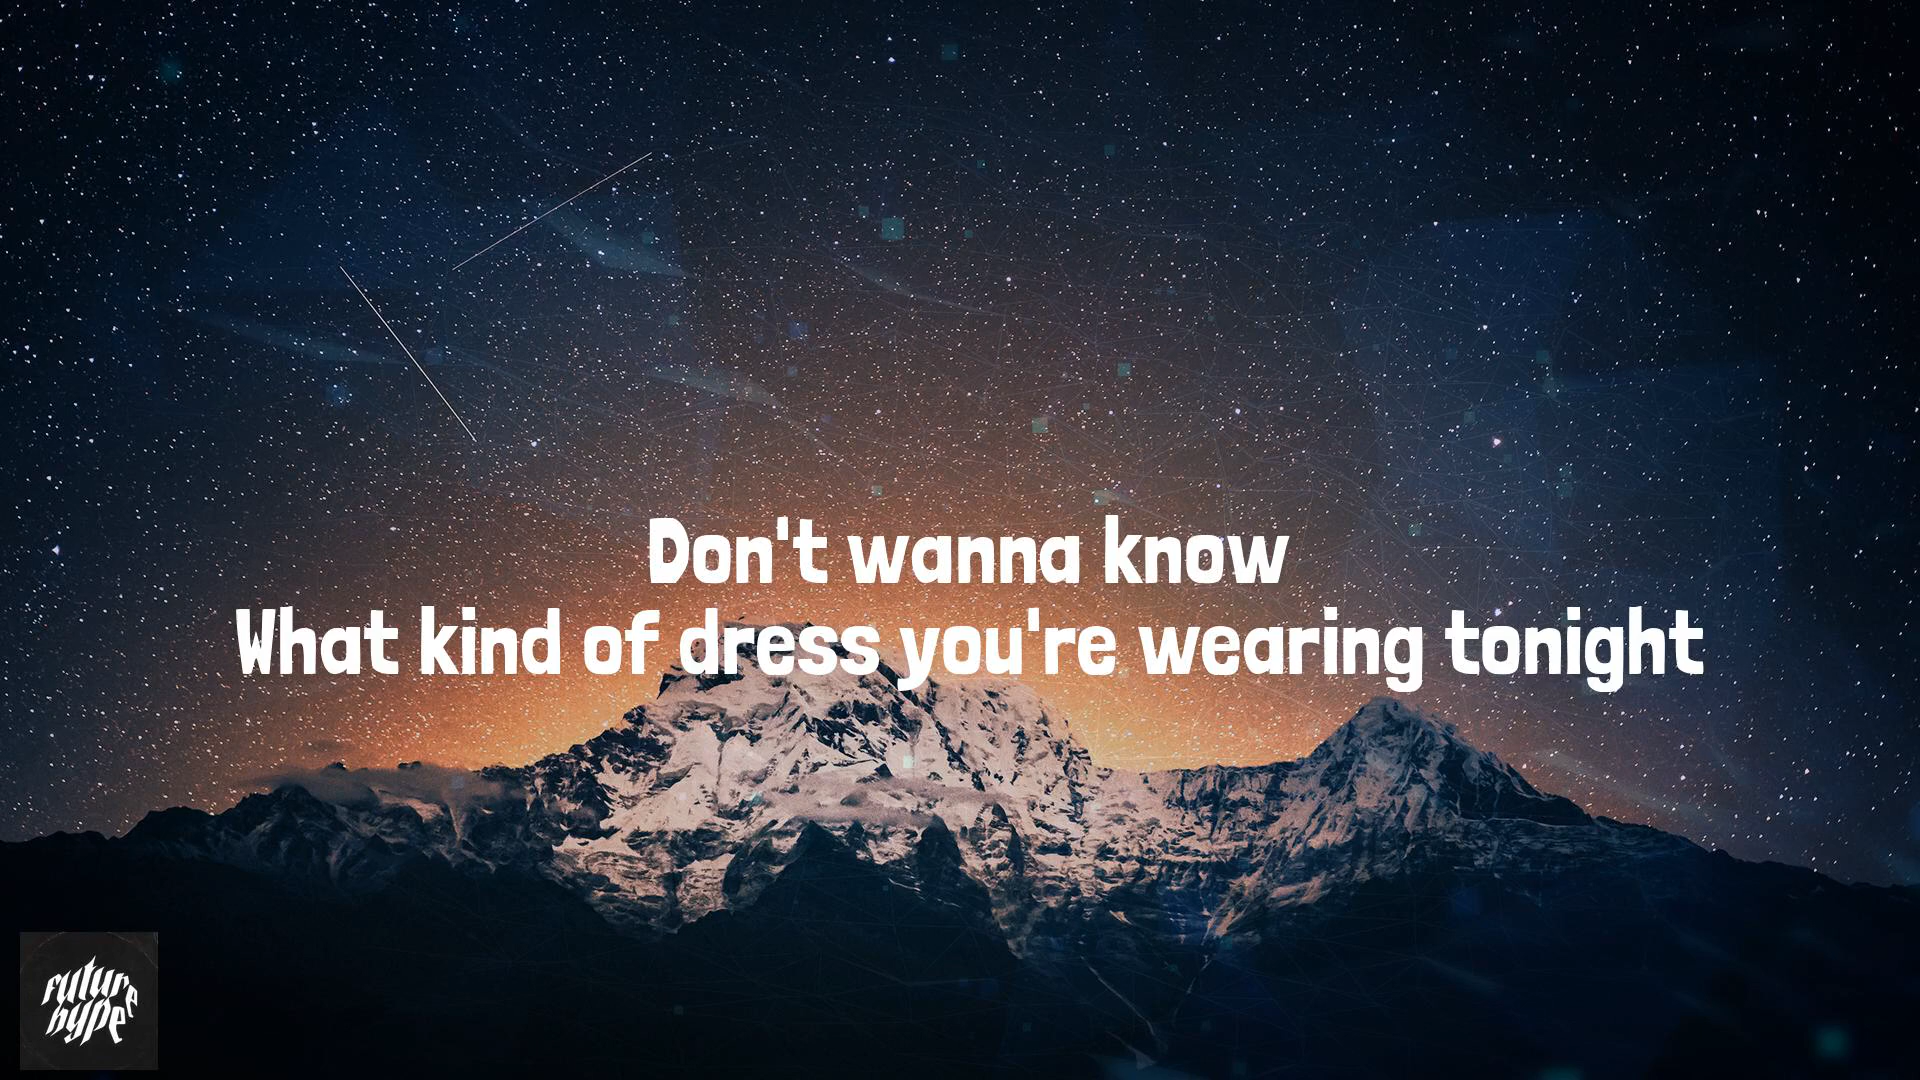 Don't wanna know
What kind of dress you're wearing tonight
future
hype